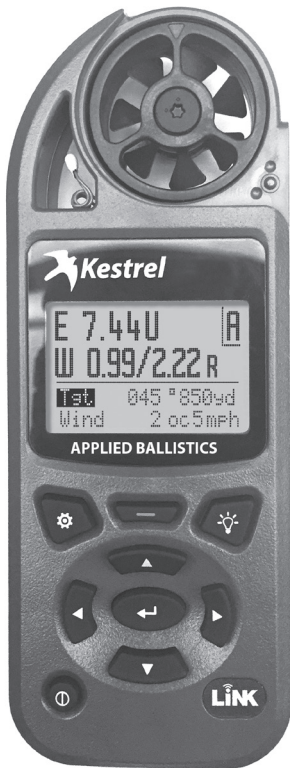 Kestrel
E 7.44U A
W 0.99/2.22 R
Tgt 045°850yd
Wind 2oc5mph
APPLIED BALLISTICS
LiNK